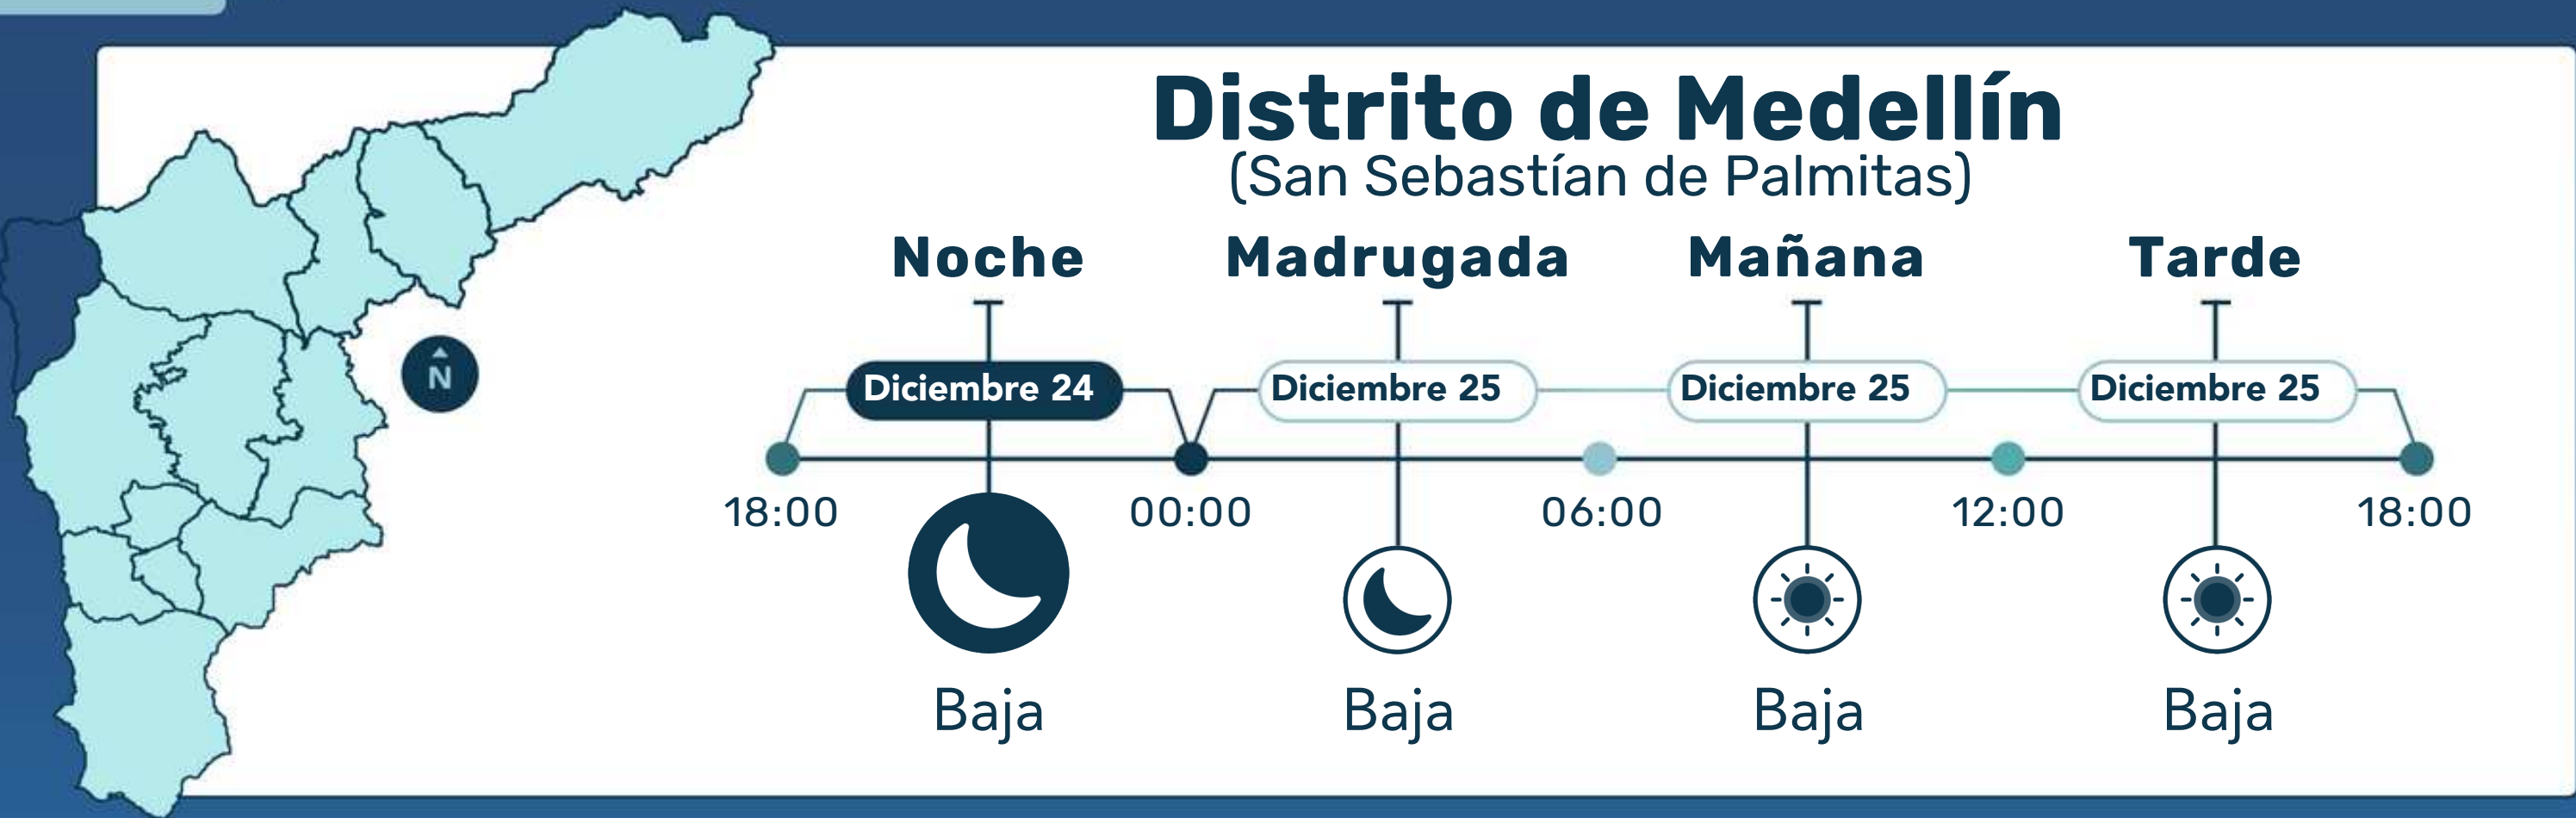 Distrito de Medellín
(San Sebastían de Palmitas)
Noche Madrugada Mañana Tarde
Diciembre 24 Diciembre 25 Diciembre 25 Diciembre 25
N
18:00 00:00 06:00 12:00 18:00
Baja Baja Baja Baja